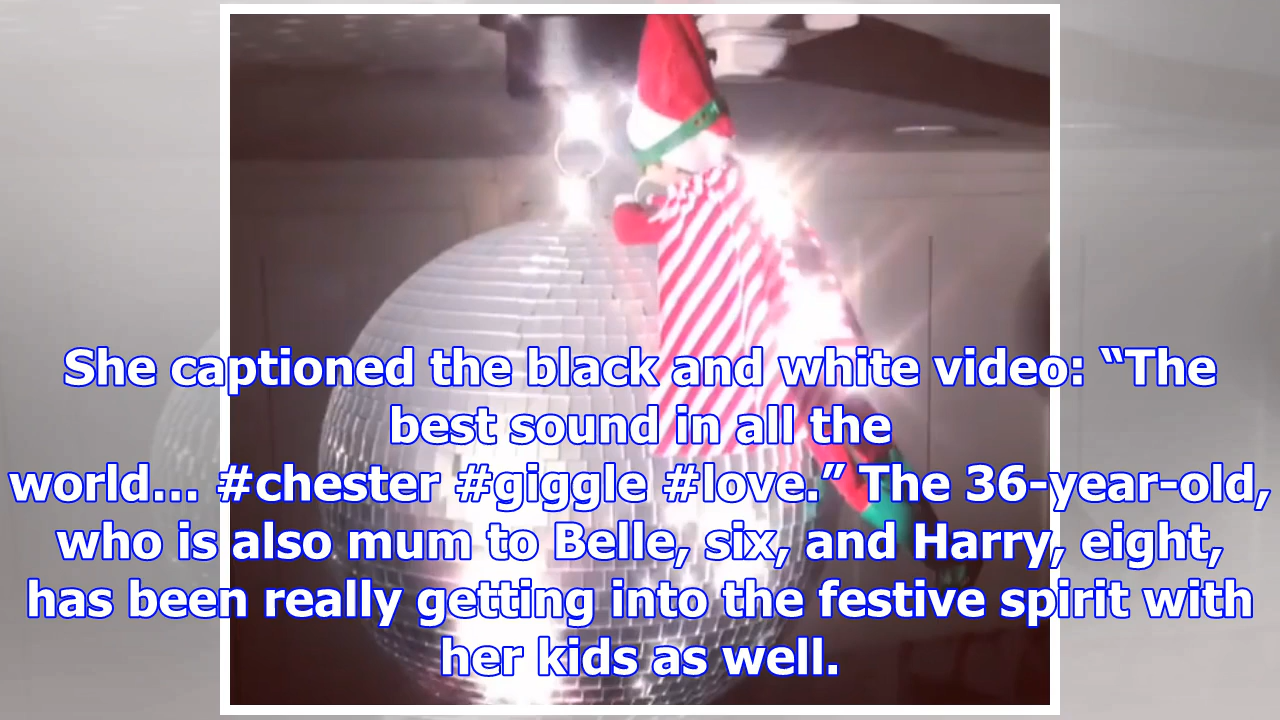 She captioned the black and white video: “The
best sound in all the
world… #chester #giggle #love.” The 36-year-old,
who is also mum to Belle, six, and Harry, eight,
has been really getting into the festive spirit with
her kids as well.